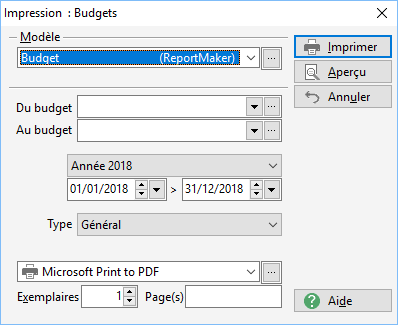 Impression : Budgets
Modèle
Budget (ReportMaker)
Imprimer
Aperçu
Annuler
Du budget
Au budget
Année 2018
01/01/2018 > 31/12/2018
Type Général
Microsoft Print to PDF
Exemplaires 1 Page(s)
Aide